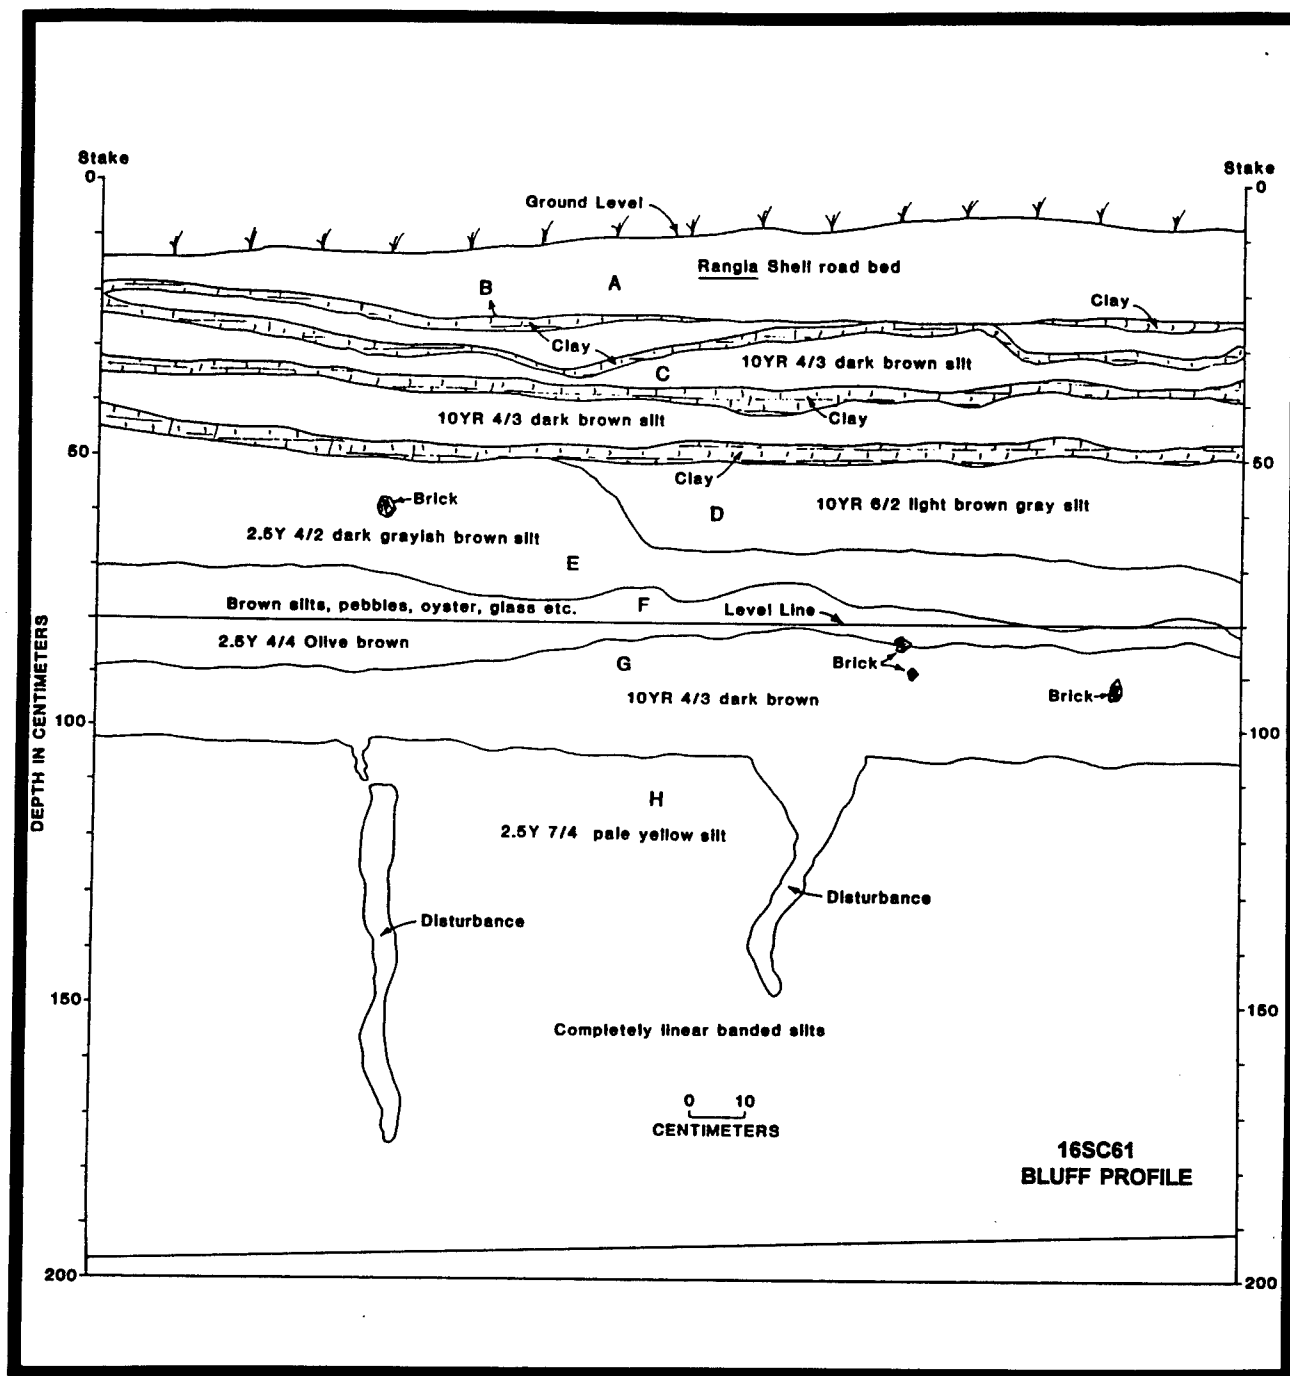 Stake
Stake
0
0
Ground Level
Rangia Shell road bed
A
B
Clay
Clay
10YR 4/3 dark brown silt
C
10YR 4/3 dark brown silt
Clay
50
50
Clay
Brick
D
10YR 6/2 light brown gray silt
2.5Y 4/2 dark grayish brown silt
E
Brown silts, pebbles, oyster, glass etc.
F
Level Line
2.5Y 4/4 Olive brown
G
Brick
10YR 4/3 dark brown
Brick
DEPTH IN CENTIMETERS
100
100
H
2.5Y 7/4 pale yellow silt
Disturbance
Disturbance
150
150
Completely linear banded silts
0 10
CENTIMETERS
16SC61
BLUFF PROFILE
200
200